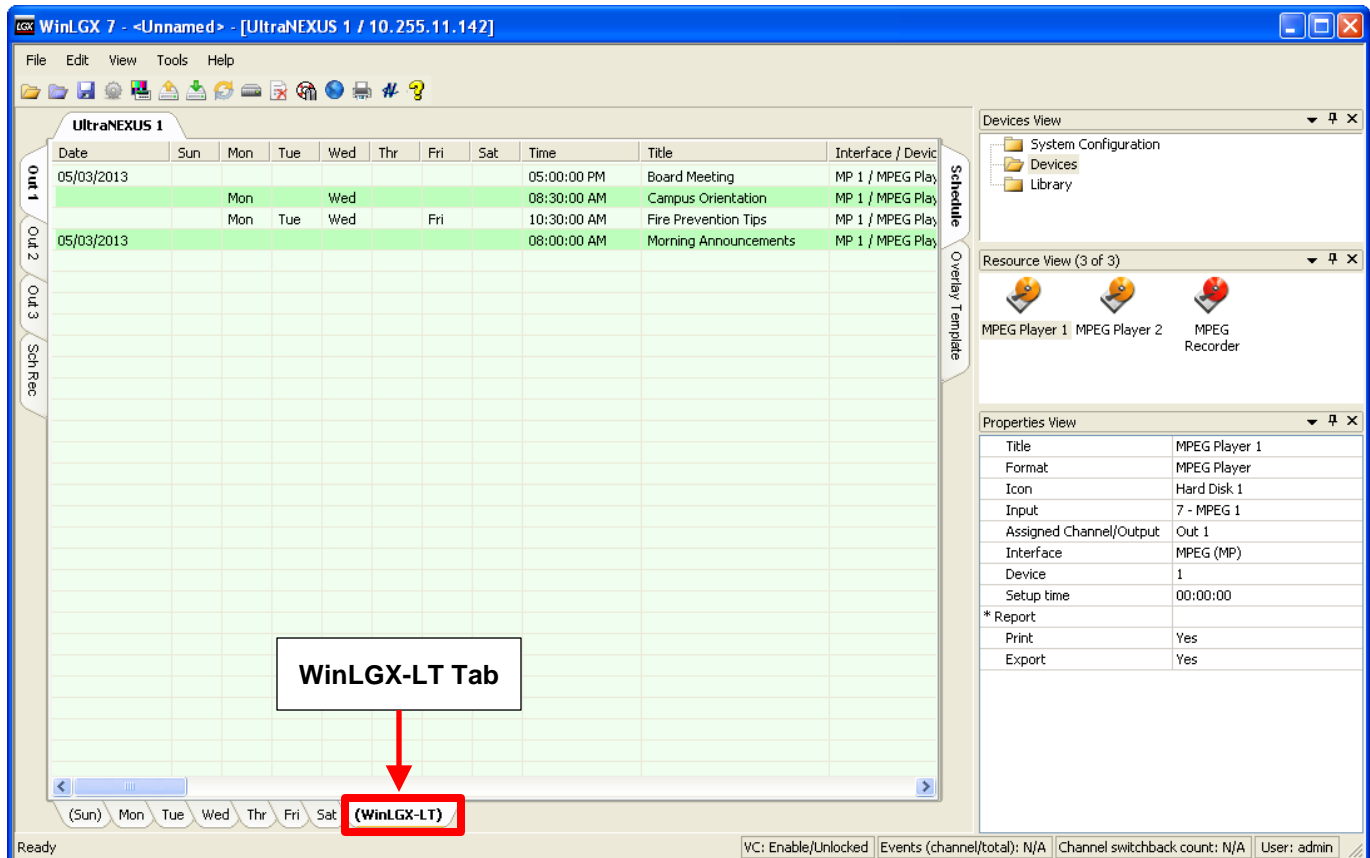 LGX WinLGX 7 - <Unnamed> - [UltraNEXUS 1 / 10.255.11.142]
File Edit View Tools Help
UltraNEXUS 1
Out 1
Out 2
Out 3
Sch Rec
Date Sun Mon Tue Wed Thr Fri Sat Time Title Interface / Devic
05/03/2013 05:00:00 PM Board Meeting MP 1 / MPEG Play
Mon Wed 08:30:00 AM Campus Orientation MP 1 / MPEG Play
Mon Tue Wed Fri 10:30:00 AM Fire Prevention Tips MP 1 / MPEG Play
05/03/2013 08:00:00 AM Morning Announcements MP 1 / MPEG Play
Schedule
Overlay Template
WinLGX-LT Tab
(Sun) Mon Tue Wed Thr Fri Sat (WinLGX-LT)
Devices View
System Configuration
Devices
Library
Resource View (3 of 3)
MPEG Player 1 MPEG Player 2 MPEG
Recorder
Properties View
Title MPEG Player 1
Format MPEG Player
Icon Hard Disk 1
Input 7 - MPEG 1
Assigned Channel/Output Out 1
Interface MPEG (MP)
Device 1
Setup time 00:00:00
* Report
Print Yes
Export Yes
Ready VC: Enable/Unlocked Events (channel/total): N/A Channel switchback count: N/A User: admin